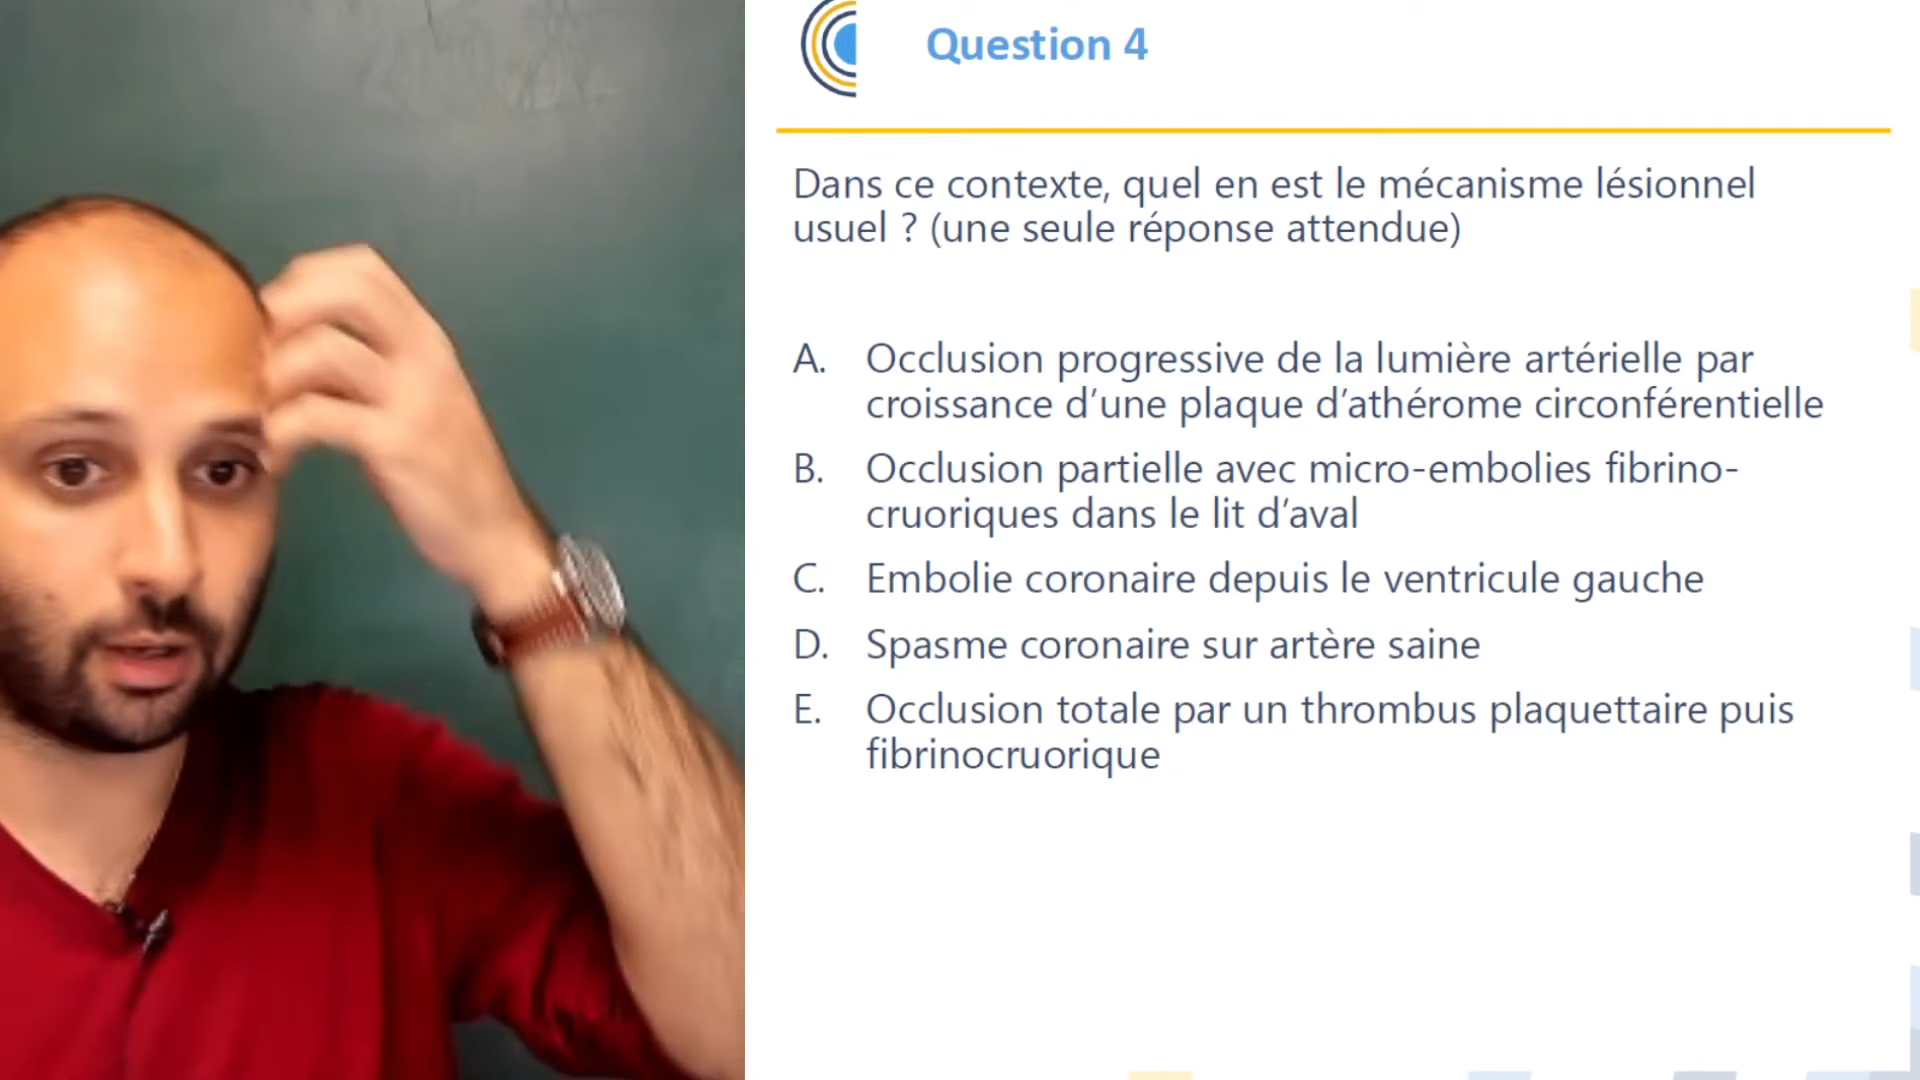 Question 4
Dans ce contexte, quel en est le mécanisme lésionnel
usuel ? (une seule réponse attendue)
A. Occlusion progressive de la lumière artérielle par
croissance d’une plaque d’athérome circonférentielle
B. Occlusion partielle avec micro-embolies fibrino-
cruoriques dans le lit d’aval
C. Embolie coronaire depuis le ventricule gauche
D. Spasme coronaire sur artère saine
E. Occlusion totale par un thrombus plaquettaire puis
fibrinocruorique